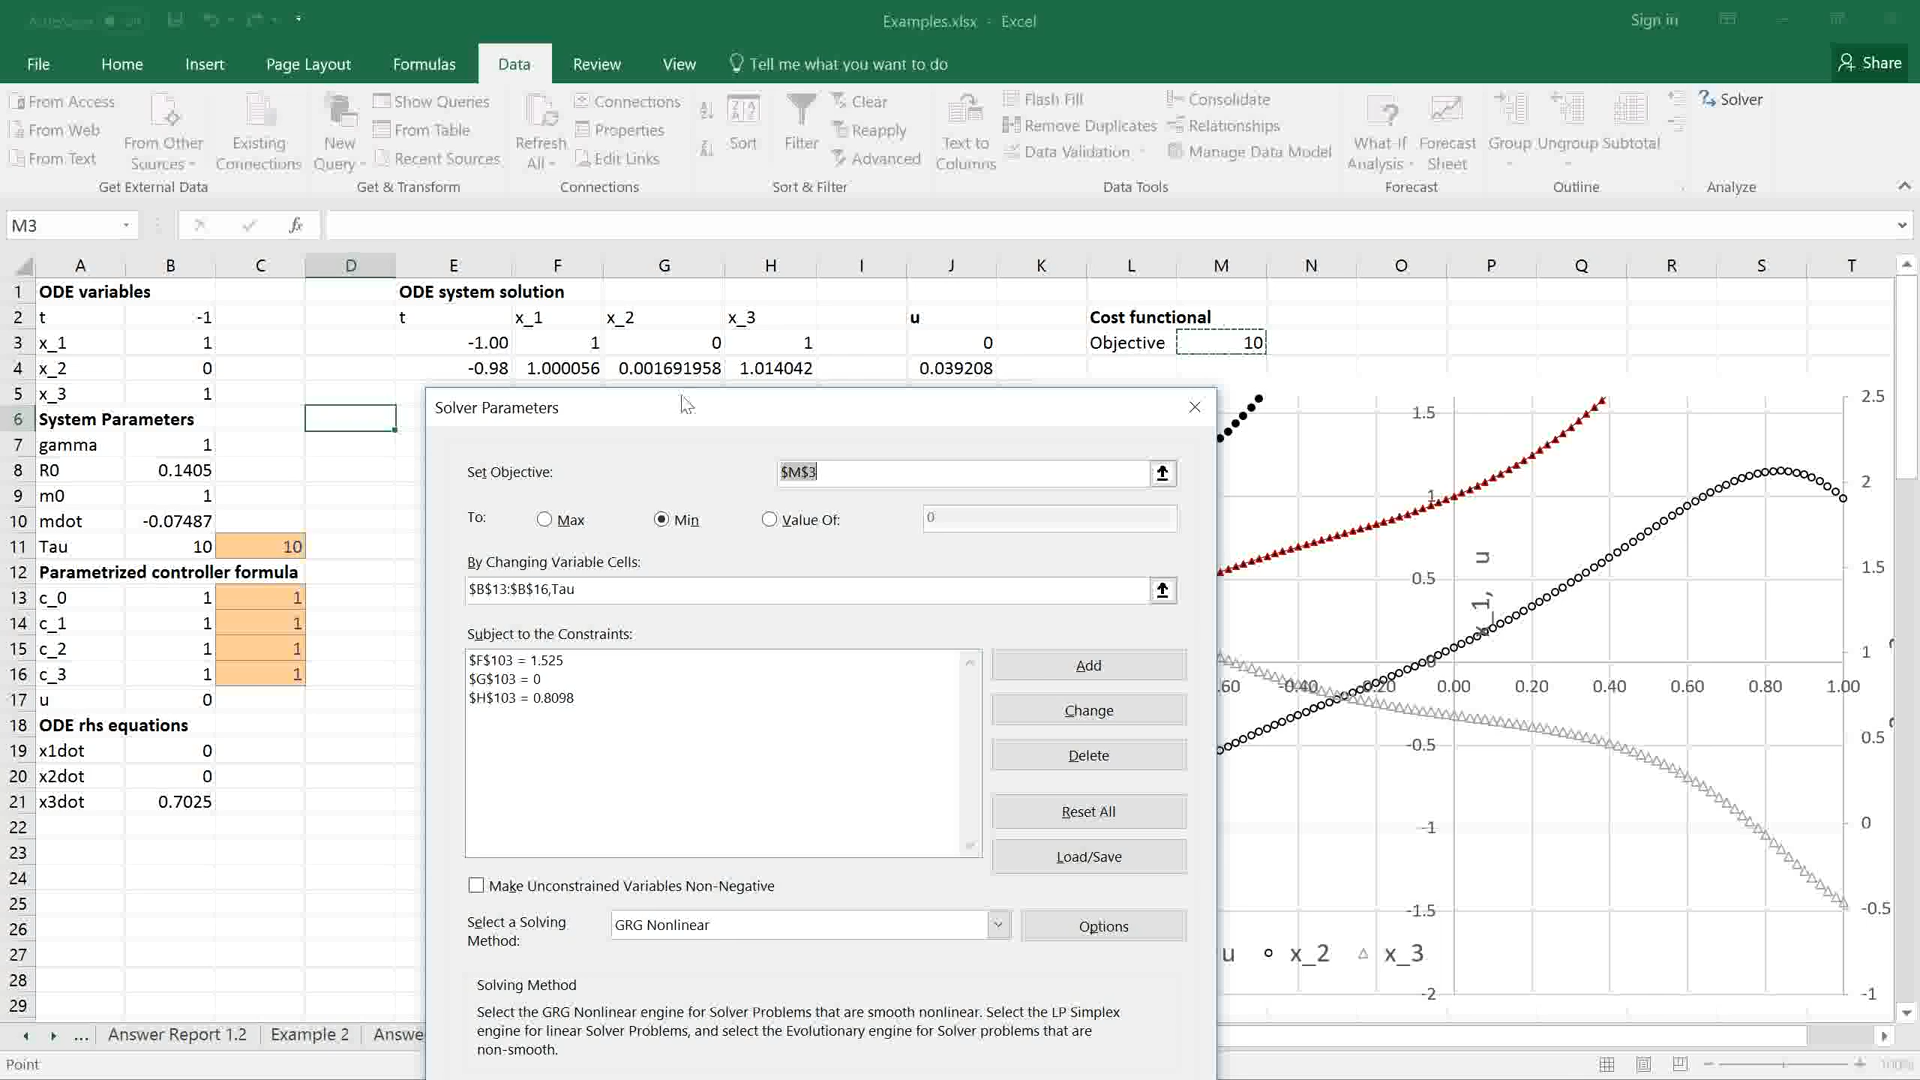 Examples.xlsx - Excel
Sign in
File Home Insert Page Layout Formulas Data Review View Tell me what you want to do Share
From Access
From Web
From Text
From Other Sources
Existing Connections
Get External Data
New Query
Show Queries
From Table
Recent Sources
Get & Transform
Refresh All
Connections
Properties
Edit Links
Connections
Sort
Filter
Clear
Reapply
Advanced
Sort & Filter
Text to Columns
Flash Fill
Remove Duplicates
Data Validation
Consolidate
Relationships
Manage Data Model
Data Tools
What If Analysis
Forecast Sheet
Forecast
Group Ungroup Subtotal
Outline
Solver
Analyze
M3
fx
A B C D E F G H I J K L M N O P Q R S T
1 ODE variables ODE system solution
2 t -1 t x_1 x_2 x_3 u Cost functional
3 x_1 1 -1.00 1 0 1 0 Objective 10
4 x_2 0 -0.98 1.000056 0.001691958 1.014042 0.039208
5 x_3 1
6 System Parameters
7 gamma 1
8 R0 0.1405
9 m0 1
10 mdot -0.07487
11 Tau 10 10
12 Parametrized controller formula
13 c_0 1 1
14 c_1 1 1
15 c_2 1 1
16 c_3 1 1
17 u 0
18 ODE rhs equations
19 x1dot 0
20 x2dot 0
21 x3dot 0.7025
22
23
24
25
26
27
28
29
Solver Parameters
Set Objective: $M$3
To: Max Min Value Of: 0
By Changing Variable Cells:
$B$13:$B$16,Tau
Subject to the Constraints:
$F$103 = 1.525
$G$103 = 0
$H$103 = 0.8098
Add
Change
Delete
Reset All
Load/Save
Make Unconstrained Variables Non-Negative
Select a Solving Method: GRG Nonlinear Options
Solving Method
Select the GRG Nonlinear engine for Solver Problems that are smooth nonlinear. Select the LP Simplex
engine for linear Solver Problems, and select the Evolutionary engine for Solver problems that are
non-smooth.
1.5
1
0.5
0
-0.5
-1
-1.5
-2
x_1, u
.60 -0.40 -0.20 0.00 0.20 0.40 0.60 0.80 1.00
2.5
2
1.5
1
0.5
0
-0.5
-1
u x_2 x_3
... Answer Report 1.2 Example 2 Answe
Point
100%